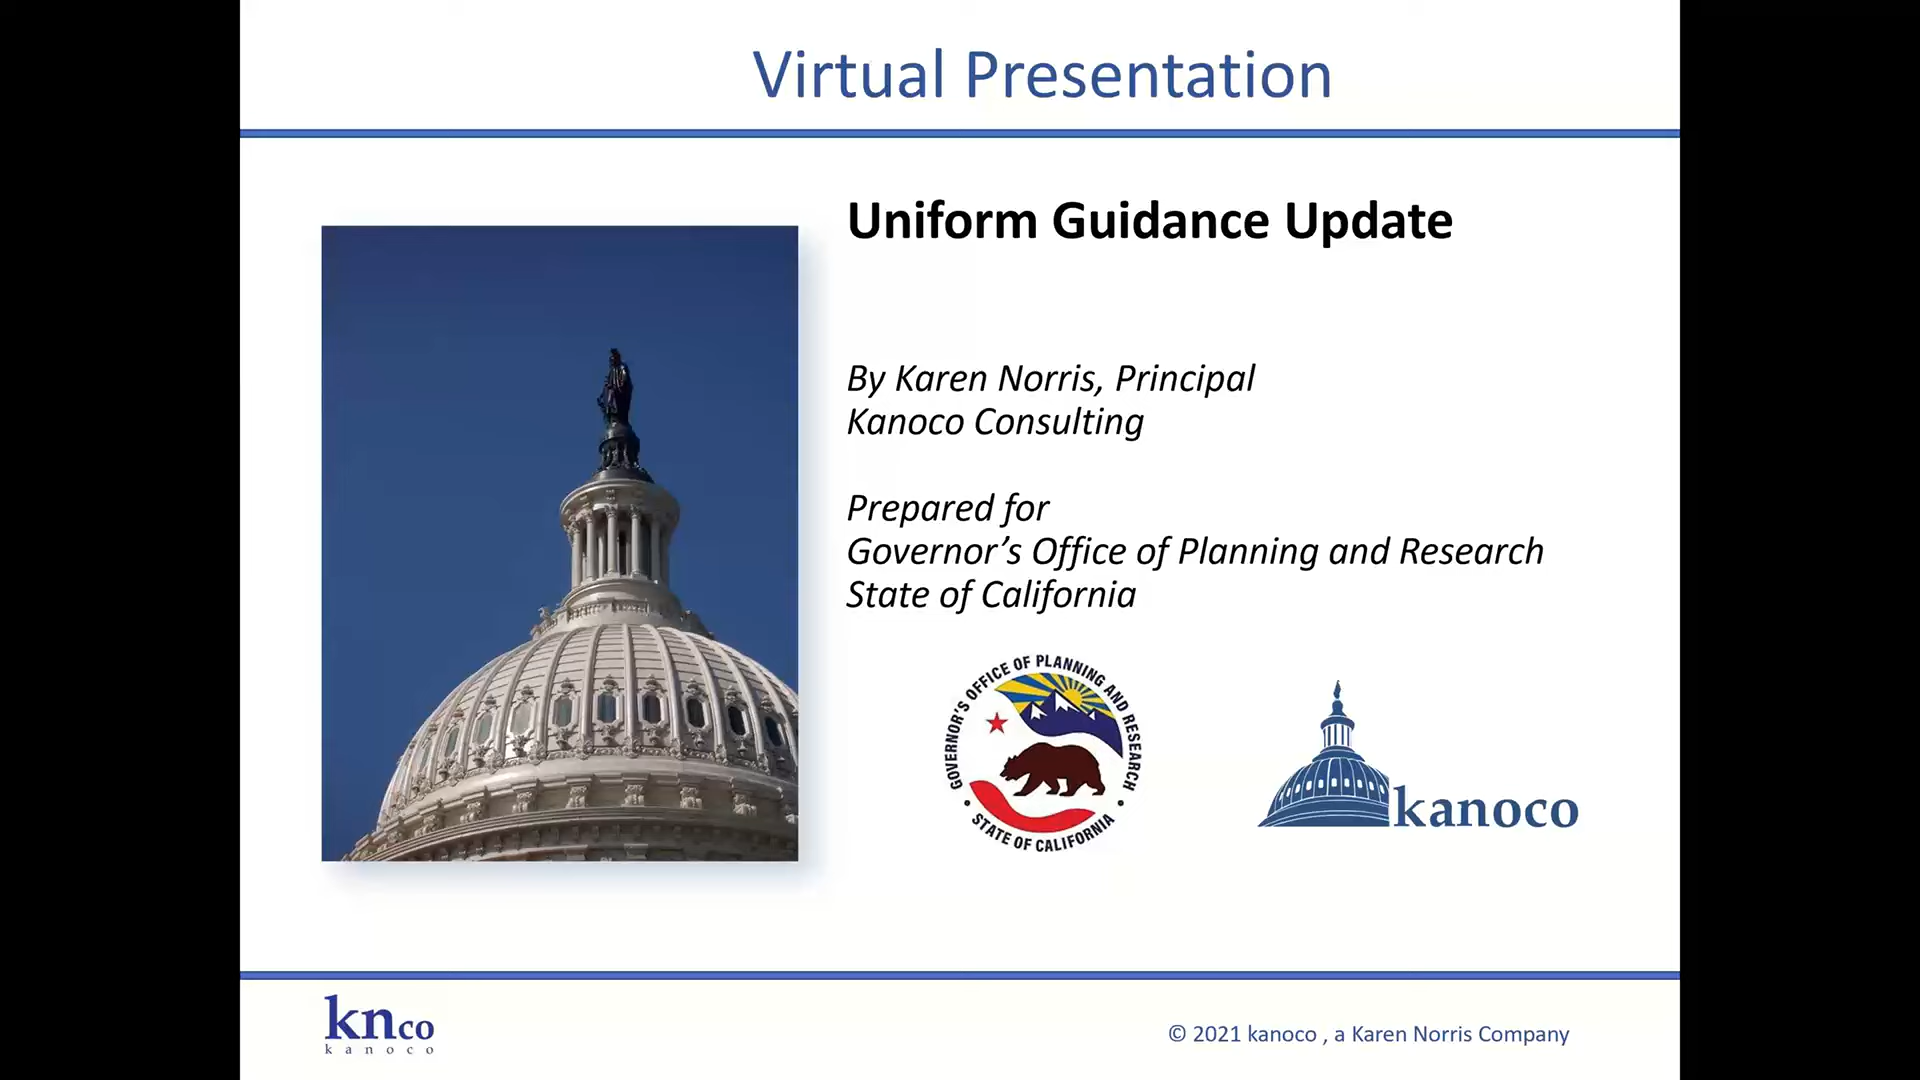 Virtual Presentation
Uniform Guidance Update
By Karen Norris, Principal
Kanoco Consulting
Prepared for
Governor’s Office of Planning and Research
State of California
GOVERNOR'S OFFICE OF PLANNING AND RESEARCH
• STATE OF CALIFORNIA •
kanoco
knco
kanoco
© 2021 kanoco , a Karen Norris Company